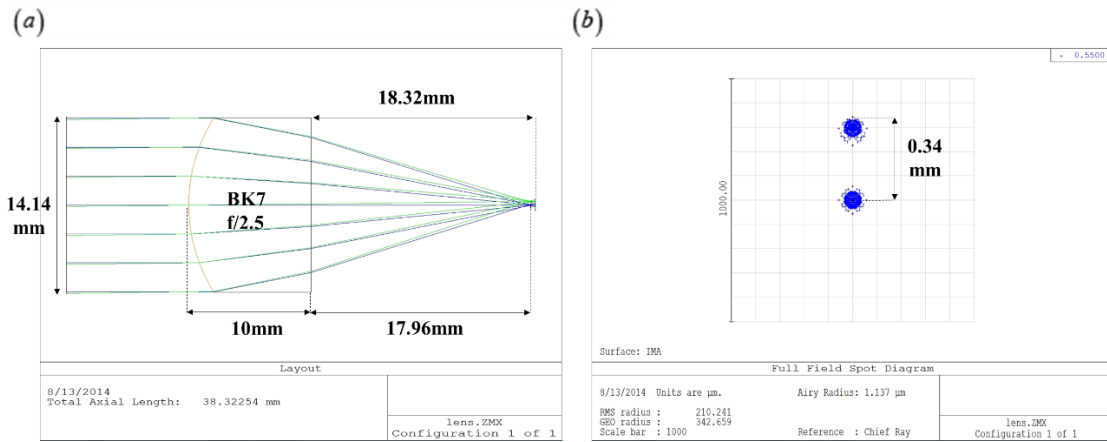 (a)
18.32mm
14.14
mm
BK7
f/2.5
10mm
17.96mm
Layout
8/13/2014
Total Axial Length: 38.32254 mm
lens.ZMX
Configuration 1 of 1
(b)
+ 0.5500
0.34
mm
1000.00
Surface: IMA
Full Field Spot Diagram
8/13/2014 Units are µm. Airy Radius: 1.137 µm
RMS radius : 210.241
GEO radius : 342.659
Scale bar : 1000 Reference : Chief Ray
lens.ZMX
Configuration 1 of 1